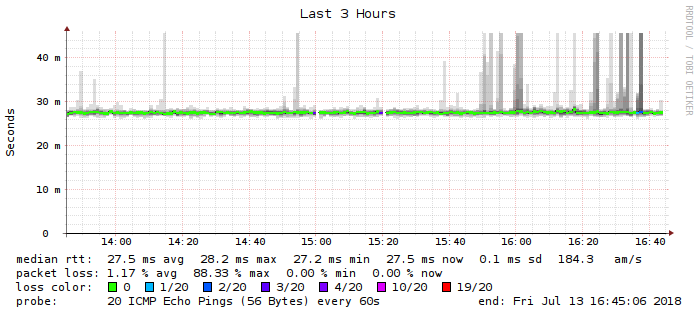 Last 3 Hours
RRDTOOL / TOBI OETIKER
Seconds
40 m
30 m
20 m
10 m
0
14:00 14:20 14:40 15:00 15:20 15:40 16:00 16:20 16:40
median rtt: 27.5 ms avg 28.2 ms max 27.2 ms min 27.5 ms now 0.1 ms sd 184.3 am/s
packet loss: 1.17 % avg 88.33 % max 0.00 % min 0.00 % now
loss color: 0 1/20 2/20 3/20 4/20 10/20 19/20
probe: 20 ICMP Echo Pings (56 Bytes) every 60s end: Fri Jul 13 16:45:06 2018